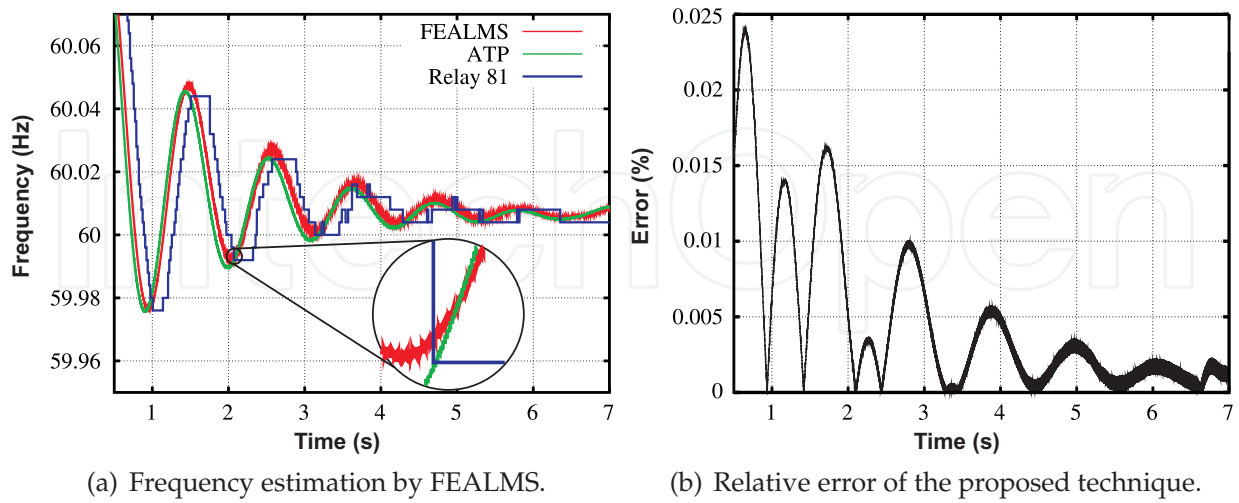 60.06
60.04
60.02
60
59.98
59.96
Frequency (Hz)
FEALMS
ATP
Relay 81
1 2 3 4 5 6 7
Time (s)
(a) Frequency estimation by FEALMS.
0.025
0.02
0.015
0.01
0.005
0
Error (%)
1 2 3 4 5 6 7
Time (s)
(b) Relative error of the proposed technique.
IntechOpen